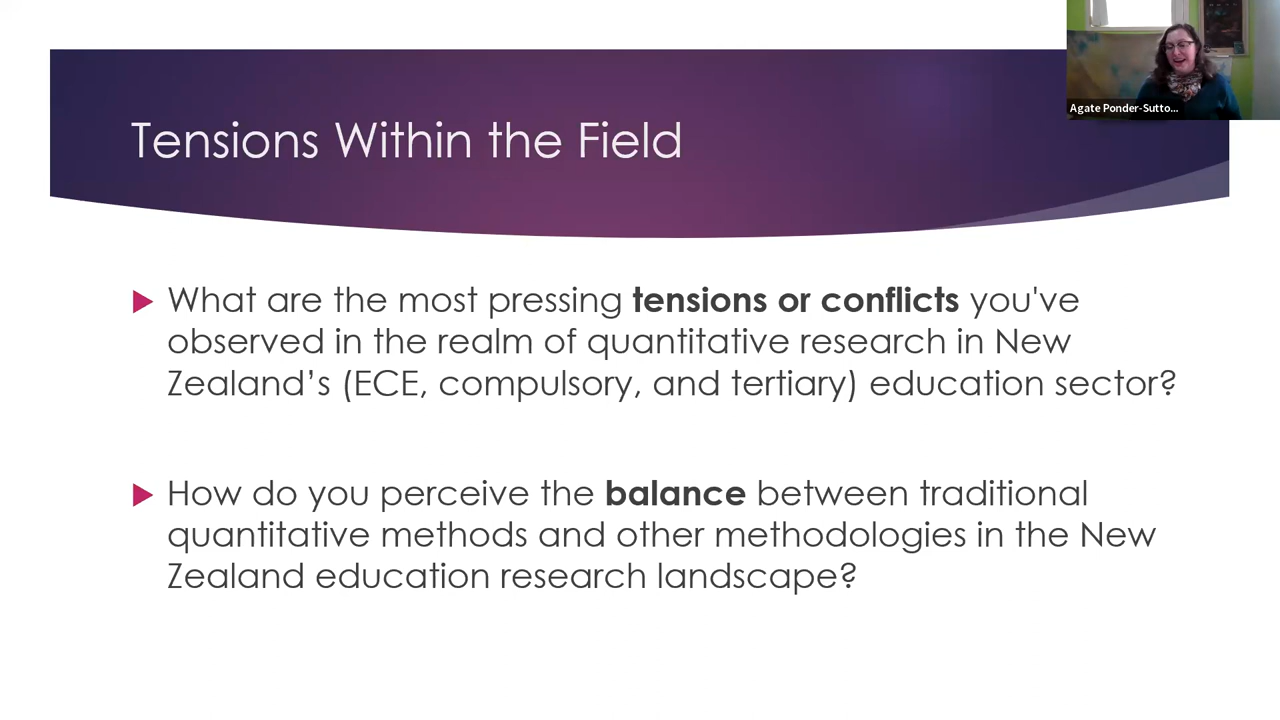 Agate Ponder-Sutto...
Tensions Within the Field
What are the most pressing tensions or conflicts you've
observed in the realm of quantitative research in New
Zealand’s (ECE, compulsory, and tertiary) education sector?
How do you perceive the balance between traditional
quantitative methods and other methodologies in the New
Zealand education research landscape?